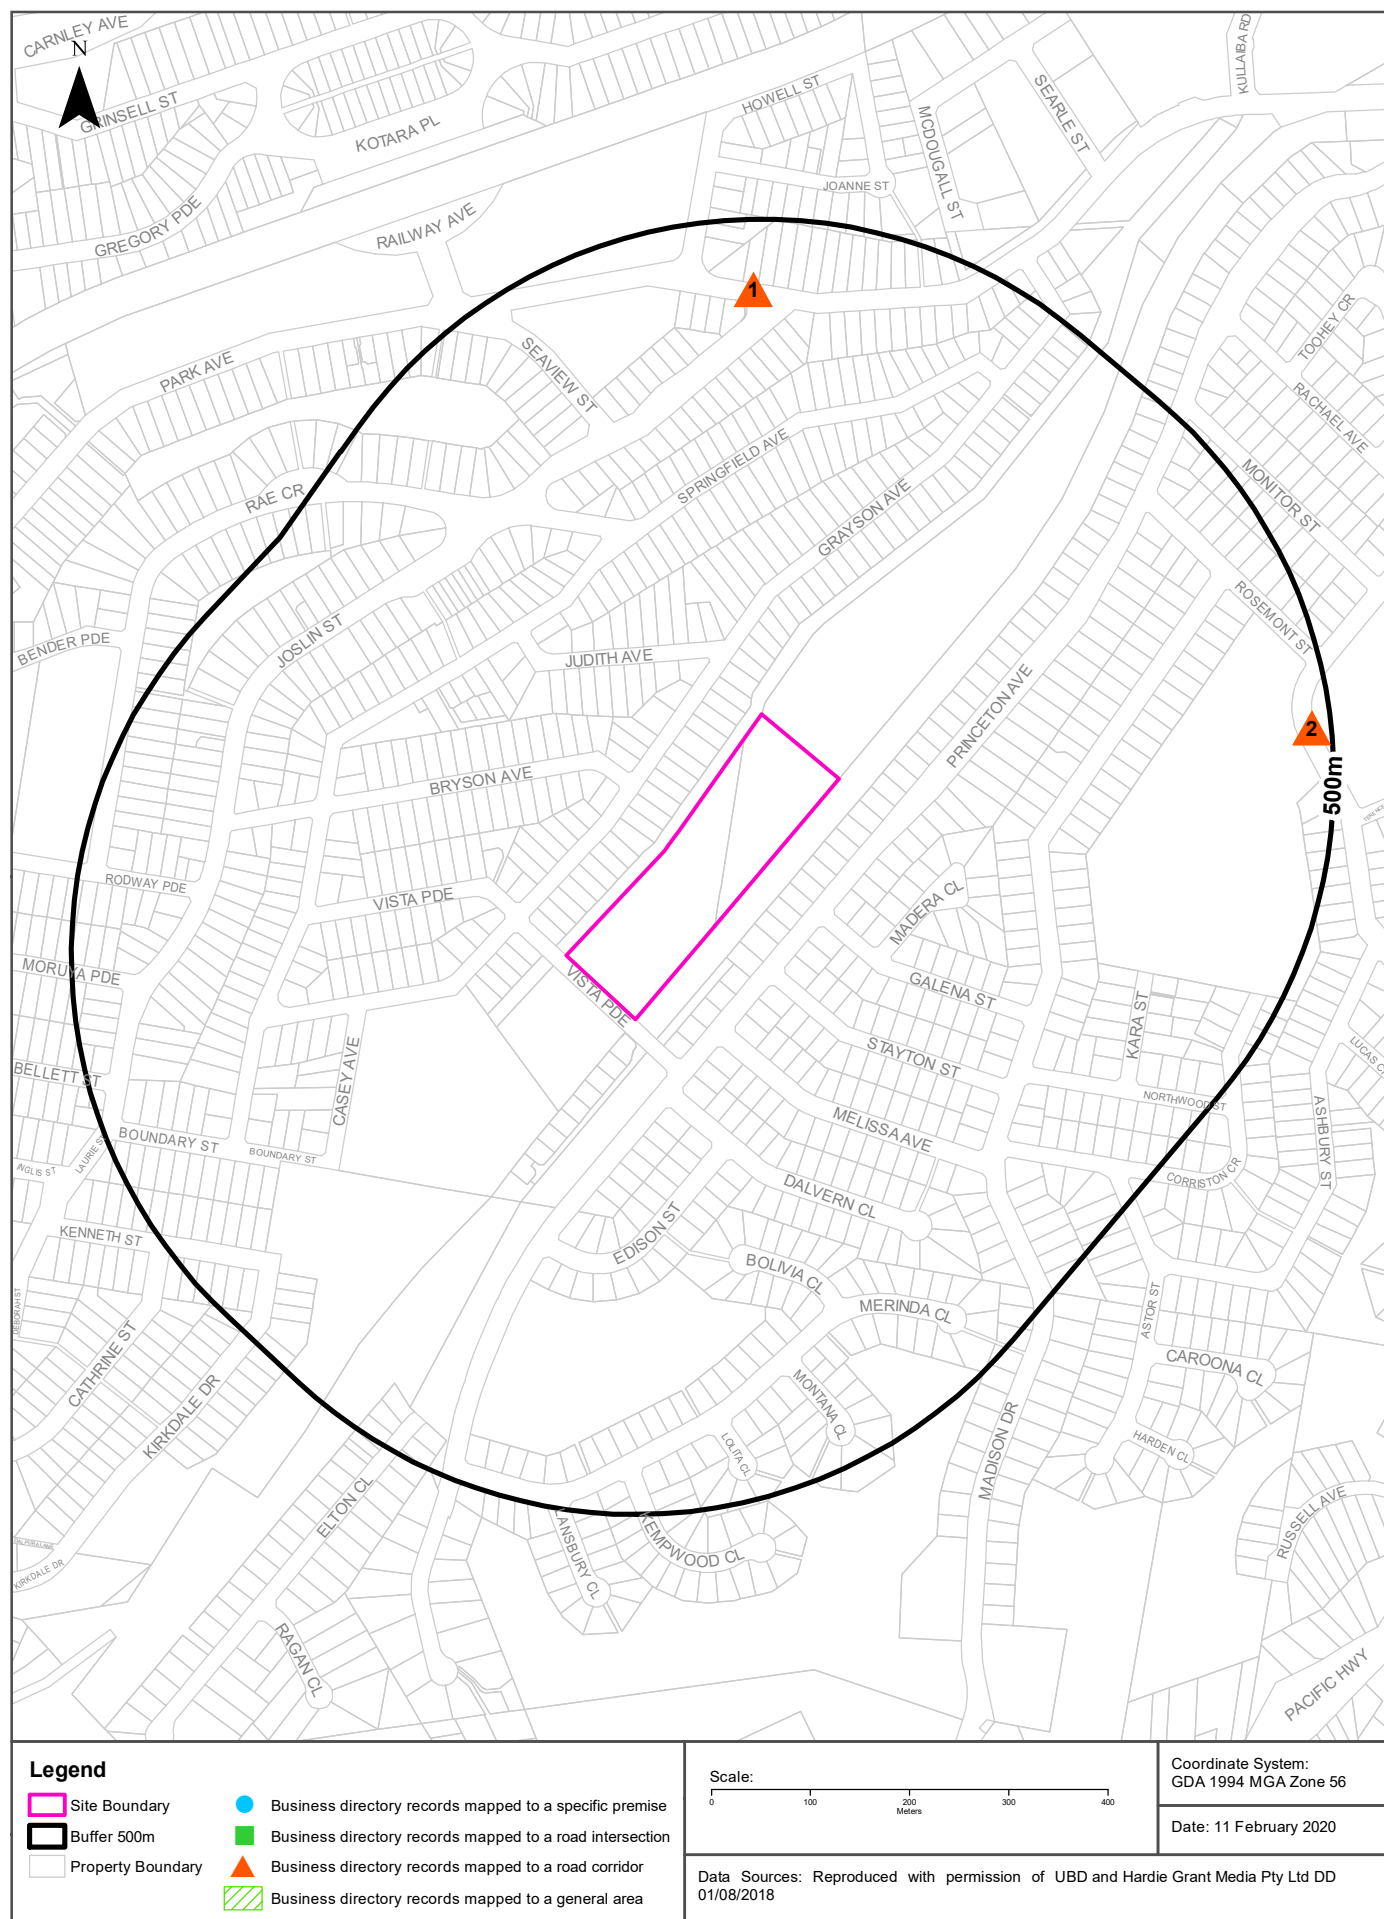 CARNLEY AVE
N
GRINSELL ST
KOTARA PL
HOWELL ST
MCDOUGALL ST
SEARLE ST
KULLAIBA RD
JOANNE ST
GREGORY PDE
RAILWAY AVE
1
PARK AVE
SEAVIEW ST
TOOHEY CR
RACHAEL AVE
MONITOR ST
SPRINGFIELD AVE
GRAYSON AVE
RAE CR
ROSEMONT ST
BENDER PDE
JOSLIN ST
JUDITH AVE
PRINCETON AVE
2
500m
BRYSON AVE
RODWAY PDE
VISTA PDE
MADERA CL
MORUYA PDE
VISTA PDE
GALENA ST
KARA ST
STAYTON ST
LUCAS
BELLETT ST
CASEY AVE
NORTHWOOD ST
ASHBURY ST
MELISSA AVE
BOUNDARY ST
BOUNDARY ST
LAURIE ST
INGLIS ST
CORRISTON CR
DALVERN CL
KENNETH ST
EDISON ST
BOLIVIA CL
DEBORAH ST
MERINDA CL
ASTOR ST
CATHRINE ST
CAROONA CL
KIRKDALE DR
MONTANA CL
LOLITA CL
MADISON DR
HARDEN CL
ELTON CL
RUSSELL AVE
LANSBURY CL
KEMPWOOD CL
KIRKDALE DR
RAGAN CL
PACIFIC HWY
Legend
Site Boundary
Buffer 500m
Property Boundary
Business directory records mapped to a specific premise
Business directory records mapped to a road intersection
Business directory records mapped to a road corridor
Business directory records mapped to a general area
Scale:
0 100 200 300 400
Meters
Coordinate System:
GDA 1994 MGA Zone 56
Date: 11 February 2020
Data Sources: Reproduced with permission of UBD and Hardie Grant Media Pty Ltd DD
01/08/2018